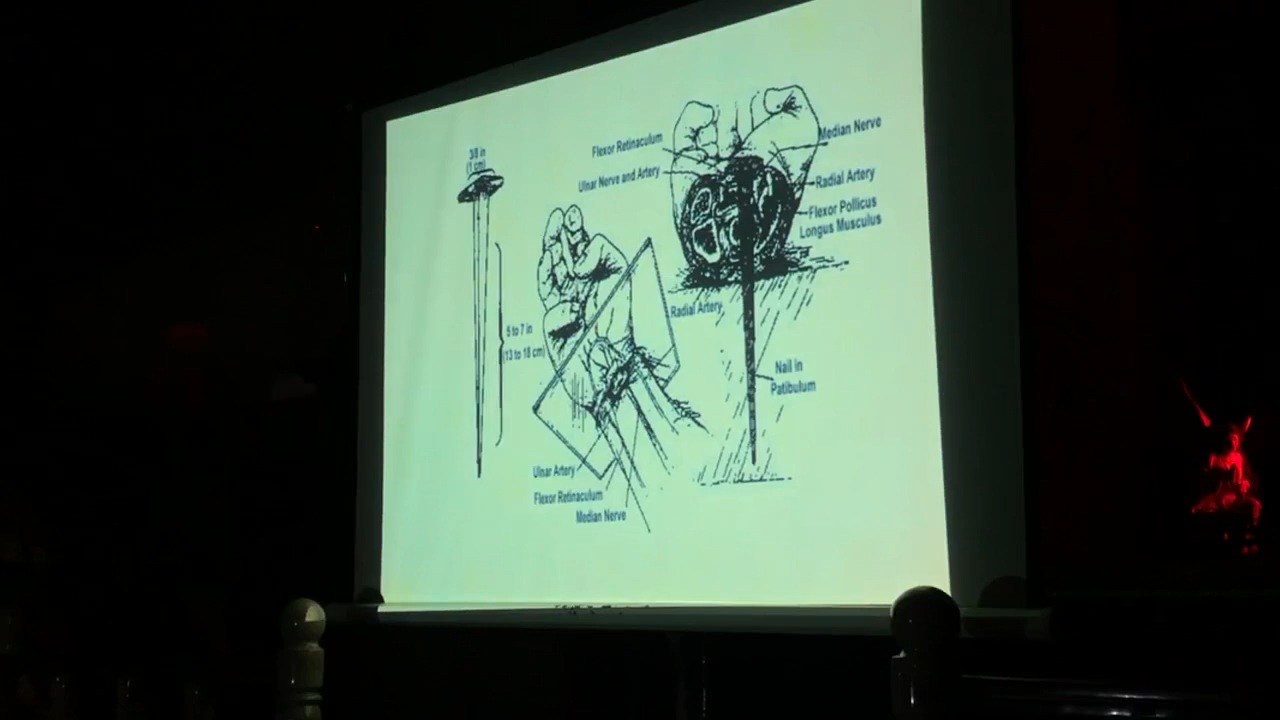 3/8 in
(1 cm)
5 to 7 in
(13 to 18 cm)
Ulnar Artery
Flexor Retinaculum
Median Nerve
Flexor Retinaculum
Ulnar Nerve and Artery
Median Nerve
Radial Artery
Flexor Pollicus
Longus Musculus
Radial Artery
Nail in
Patibulum